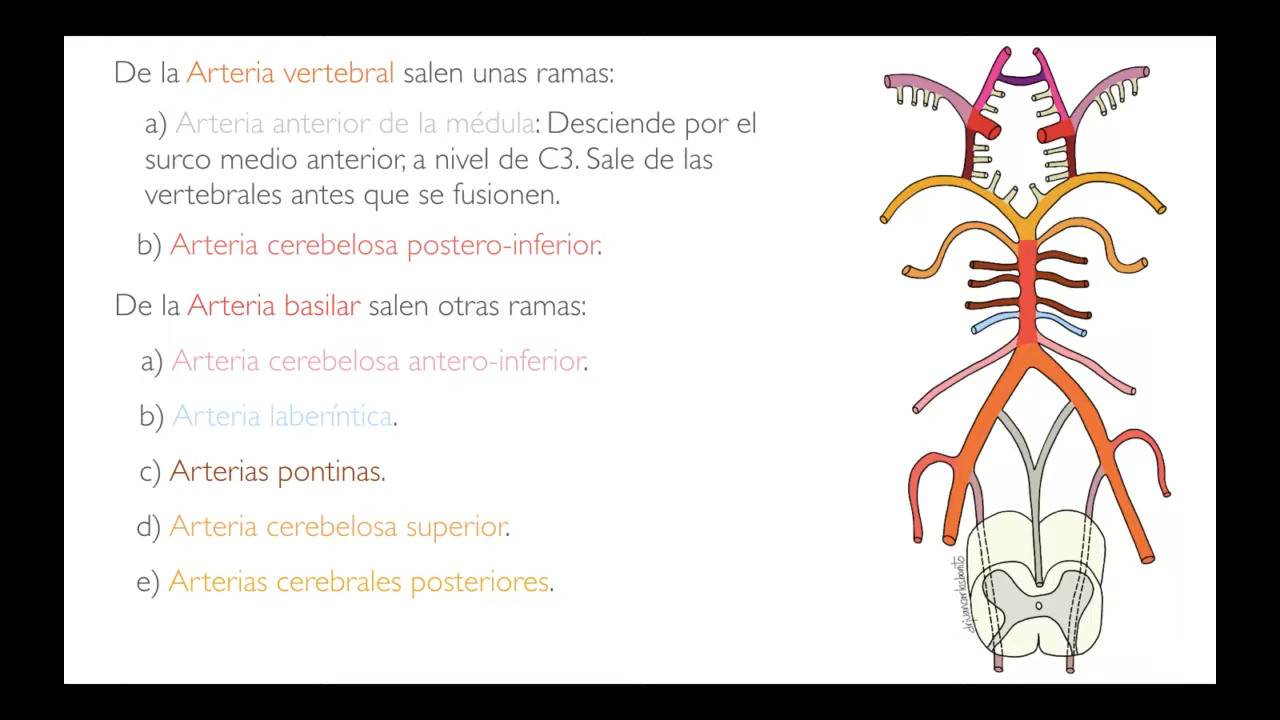 De la Arteria vertebral salen unas ramas:
a) Arteria anterior de la médula: Desciende por el
surco medio anterior, a nivel de C3. Sale de las
vertebrales antes que se fusionen.
b) Arteria cerebelosa postero-inferior.
De la Arteria basilar salen otras ramas:
a) Arteria cerebelosa antero-inferior.
b) Arteria laberíntica.
c) Arterias pontinas.
d) Arteria cerebelosa superior.
e) Arterias cerebrales posteriores.
drjuancarlosbonito